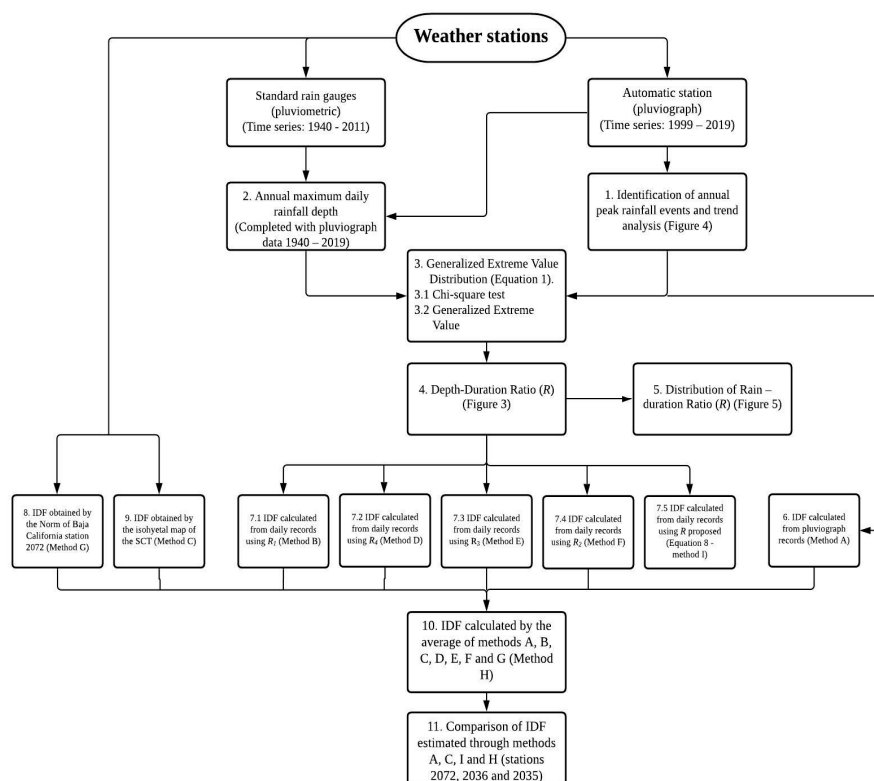 Weather stations
Standard rain gauges
(pluviometric)
(Time series: 1940 - 2011)
Automatic station
(pluviograph)
(Time series: 1999 – 2019)
2. Annual maximum daily
rainfall depth
(Completed with pluviograph
data 1940 – 2019)
1. Identification of annual
peak rainfall events and trend
analysis (Figure 4)
3. Generalized Extreme Value
Distribution (Equation 1).
3.1 Chi-square test
3.2 Generalized Extreme
Value
4. Depth-Duration Ratio (R)
(Figure 3)
5. Distribution of Rain –
duration Ratio (R) (Figure 5)
8. IDF obtained by
the Norm of Baja
California station
2072 (Method G)
9. IDF obtained by
the isohyetal map of
the SCT (Method C)
7.1 IDF calculated
from daily records
using R1 (Method B)
7.2 IDF calculated
from daily records
using R4 (Method D)
7.3 IDF calculated
from daily records
using R3 (Method E)
7.4 IDF calculated
from daily records
using R2 (Method F)
7.5 IDF calculated
from daily records
using R proposed
(Equation 8 -
method I)
6. IDF calculated
from pluviograph
records (Method A)
10. IDF calculated by the
average of methods A, B,
C, D, E, F and G (Method
H)
11. Comparison of IDF
estimated through methods
A, C, I and H (stations
2072, 2036 and 2035)